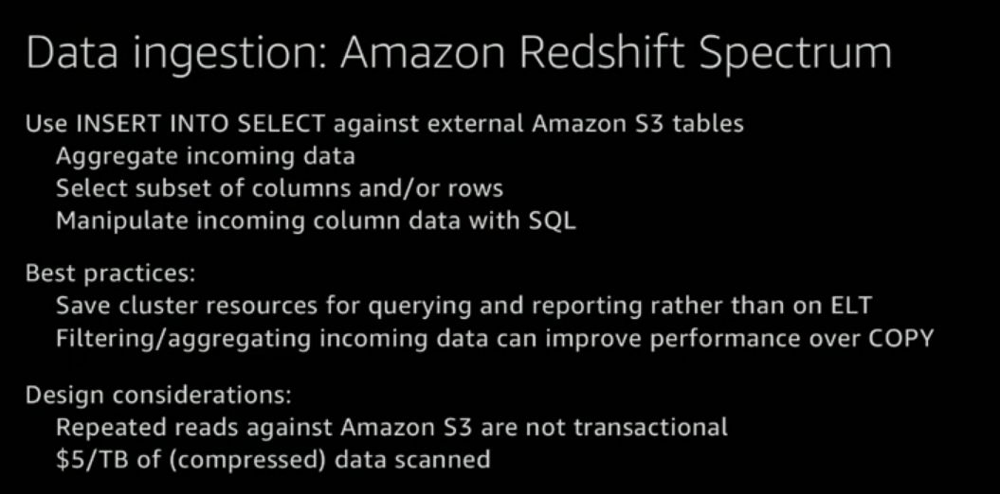 Data ingestion: Amazon Redshift Spectrum
Use INSERT INTO SELECT against external Amazon S3 tables
Aggregate incoming data
Select subset of columns and/or rows
Manipulate incoming column data with SQL
Best practices:
Save cluster resources for querying and reporting rather than on ELT
Filtering/aggregating incoming data can improve performance over COPY
Design considerations:
Repeated reads against Amazon S3 are not transactional
$5/TB of (compressed) data scanned